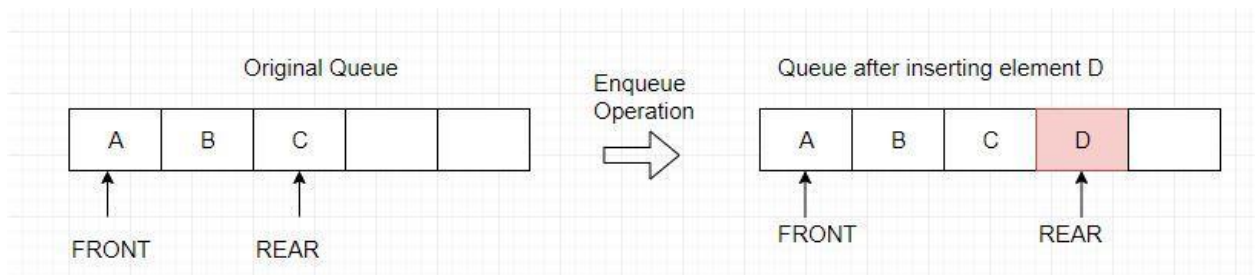 Original Queue
A B C
FRONT REAR
Enqueue
Operation
Queue after inserting element D
A B C D
FRONT REAR